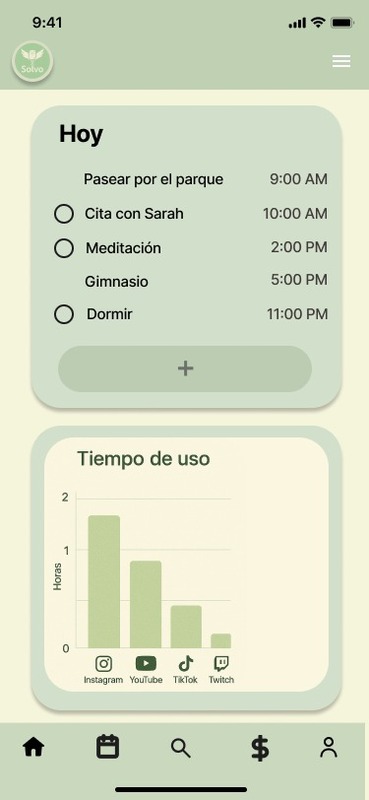 9:41
Solvo
Hoy
Pasear por el parque 9:00 AM
Cita con Sarah 10:00 AM
Meditación 2:00 PM
Gimnasio 5:00 PM
Dormir 11:00 PM
+
Tiempo de uso
2
1
Horas
0
Instagram YouTube TikTok Twitch
$